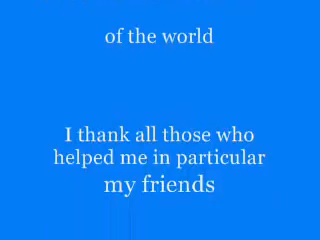 of the world
I thank all those who
helped me in particular
my friends